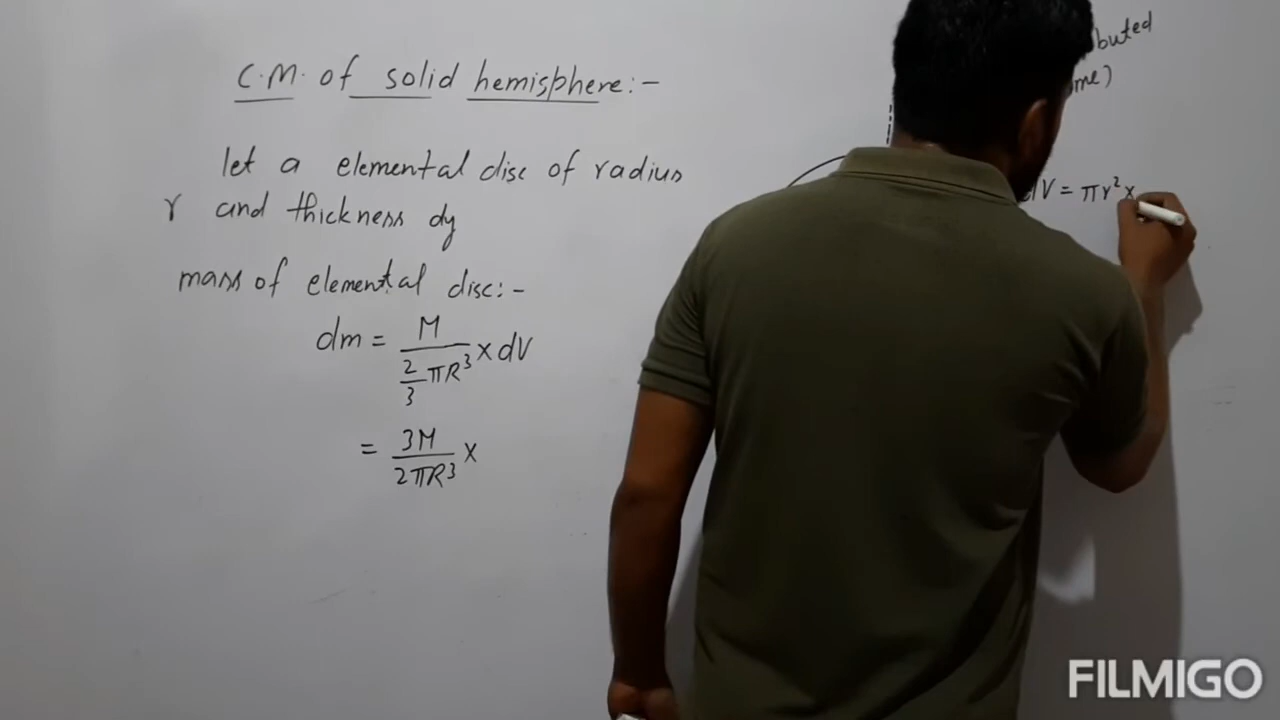 C.M. of solid hemisphere:-
let a elemental disc of radius
r and thickness dy
mass of elemental disc:-
dm = M / (2/3 πR³) × dV
= 3M / 2πR³ ×
buted
me)
V = πr² ×
FILMIGO